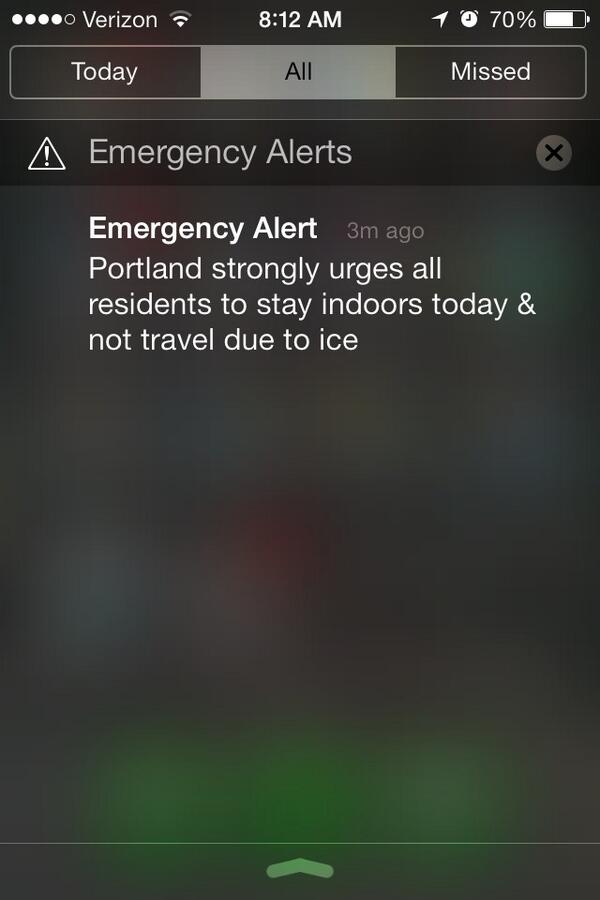 Verizon 8:12 AM 70%
Today All Missed
Emergency Alerts
Emergency Alert 3m ago
Portland strongly urges all
residents to stay indoors today &
not travel due to ice